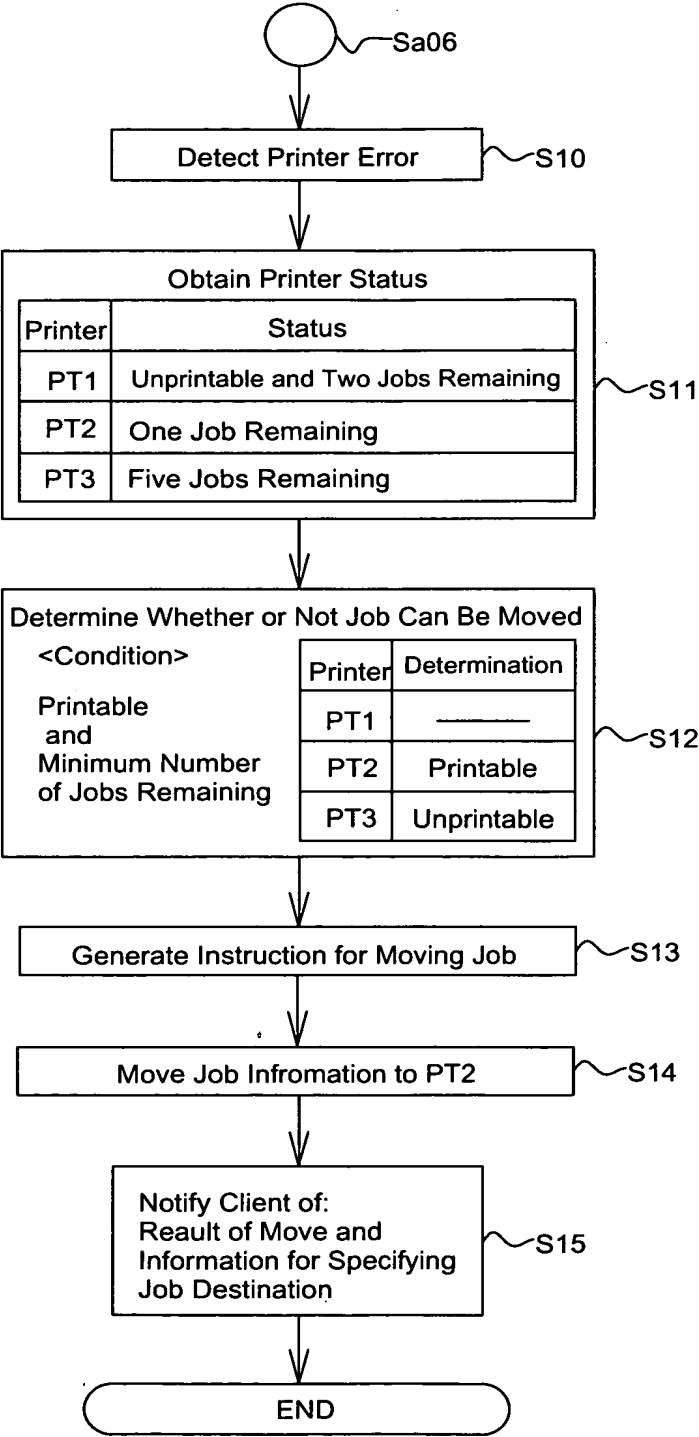 Sa06
Detect Printer Error
S10
Obtain Printer Status
Printer Status
PT1 Unprintable and Two Jobs Remaining
S11
PT2 One Job Remaining
PT3 Five Jobs Remaining
Determine Whether or Not Job Can Be Moved
<Condition>
Printable
and
Minimum Number
of Jobs Remaining
Printer Determination
PT1
PT2 Printable
PT3 Unprintable
S12
Generate Instruction for Moving Job
S13
Move Job Infromation to PT2
S14
Notify Client of:
Reault of Move and
Information for Specifying
Job Destination
S15
END